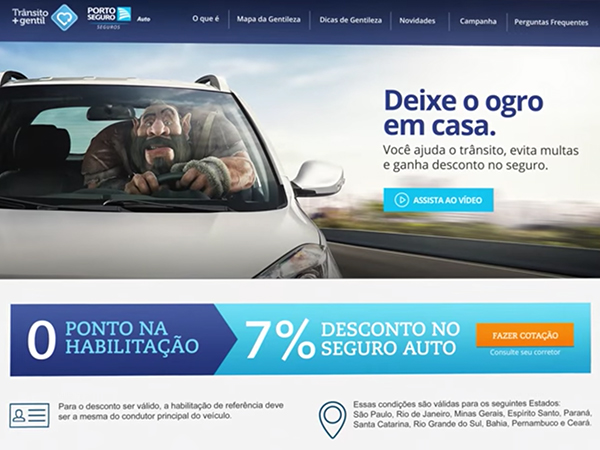 Trânsito
+gentil
PORTO
SEGURO
SEGUROS
Auto
O que é
Mapa da Gentileza
Dicas de Gentileza
Novidades
Campanha
Perguntas Frequentes
Deixe o ogro
em casa.
Você ajuda o trânsito, evita multas
e ganha desconto no seguro.
ASSISTA AO VÍDEO
0 PONTO NA
HABILITAÇÃO
7% DESCONTO NO
SEGURO AUTO
FAZER COTAÇÃO
Consulte seu corretor
Para o desconto ser válido, a habilitação de referência deve
ser a mesma do condutor principal do veículo.
Essas condições são válidas para os seguintes Estados:
São Paulo, Rio de Janeiro, Minas Gerais, Espírito Santo, Paraná,
Santa Catarina, Rio Grande do Sul, Bahia, Pernambuco e Ceará.